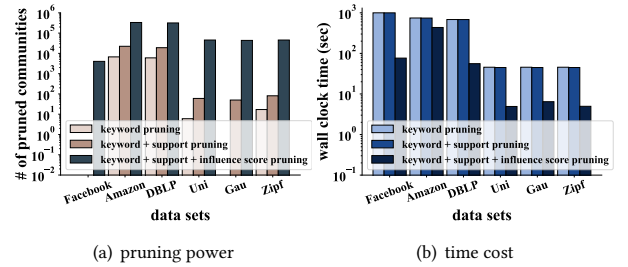 # of pruned communities
10^6
10^5
10^4
10^3
10^2
10^1
10^0
10^-1
10^-2
keyword pruning
keyword + support pruning
keyword + support + influence score pruning
Facebook Amazon DBLP Uni Gau Zipf
data sets
(a) pruning power
wall clock time (sec)
10^3
10^2
10^1
10^0
10^-1
keyword pruning
keyword + support pruning
keyword + support + influence score pruning
Facebook Amazon DBLP Uni Gau Zipf
data sets
(b) time cost